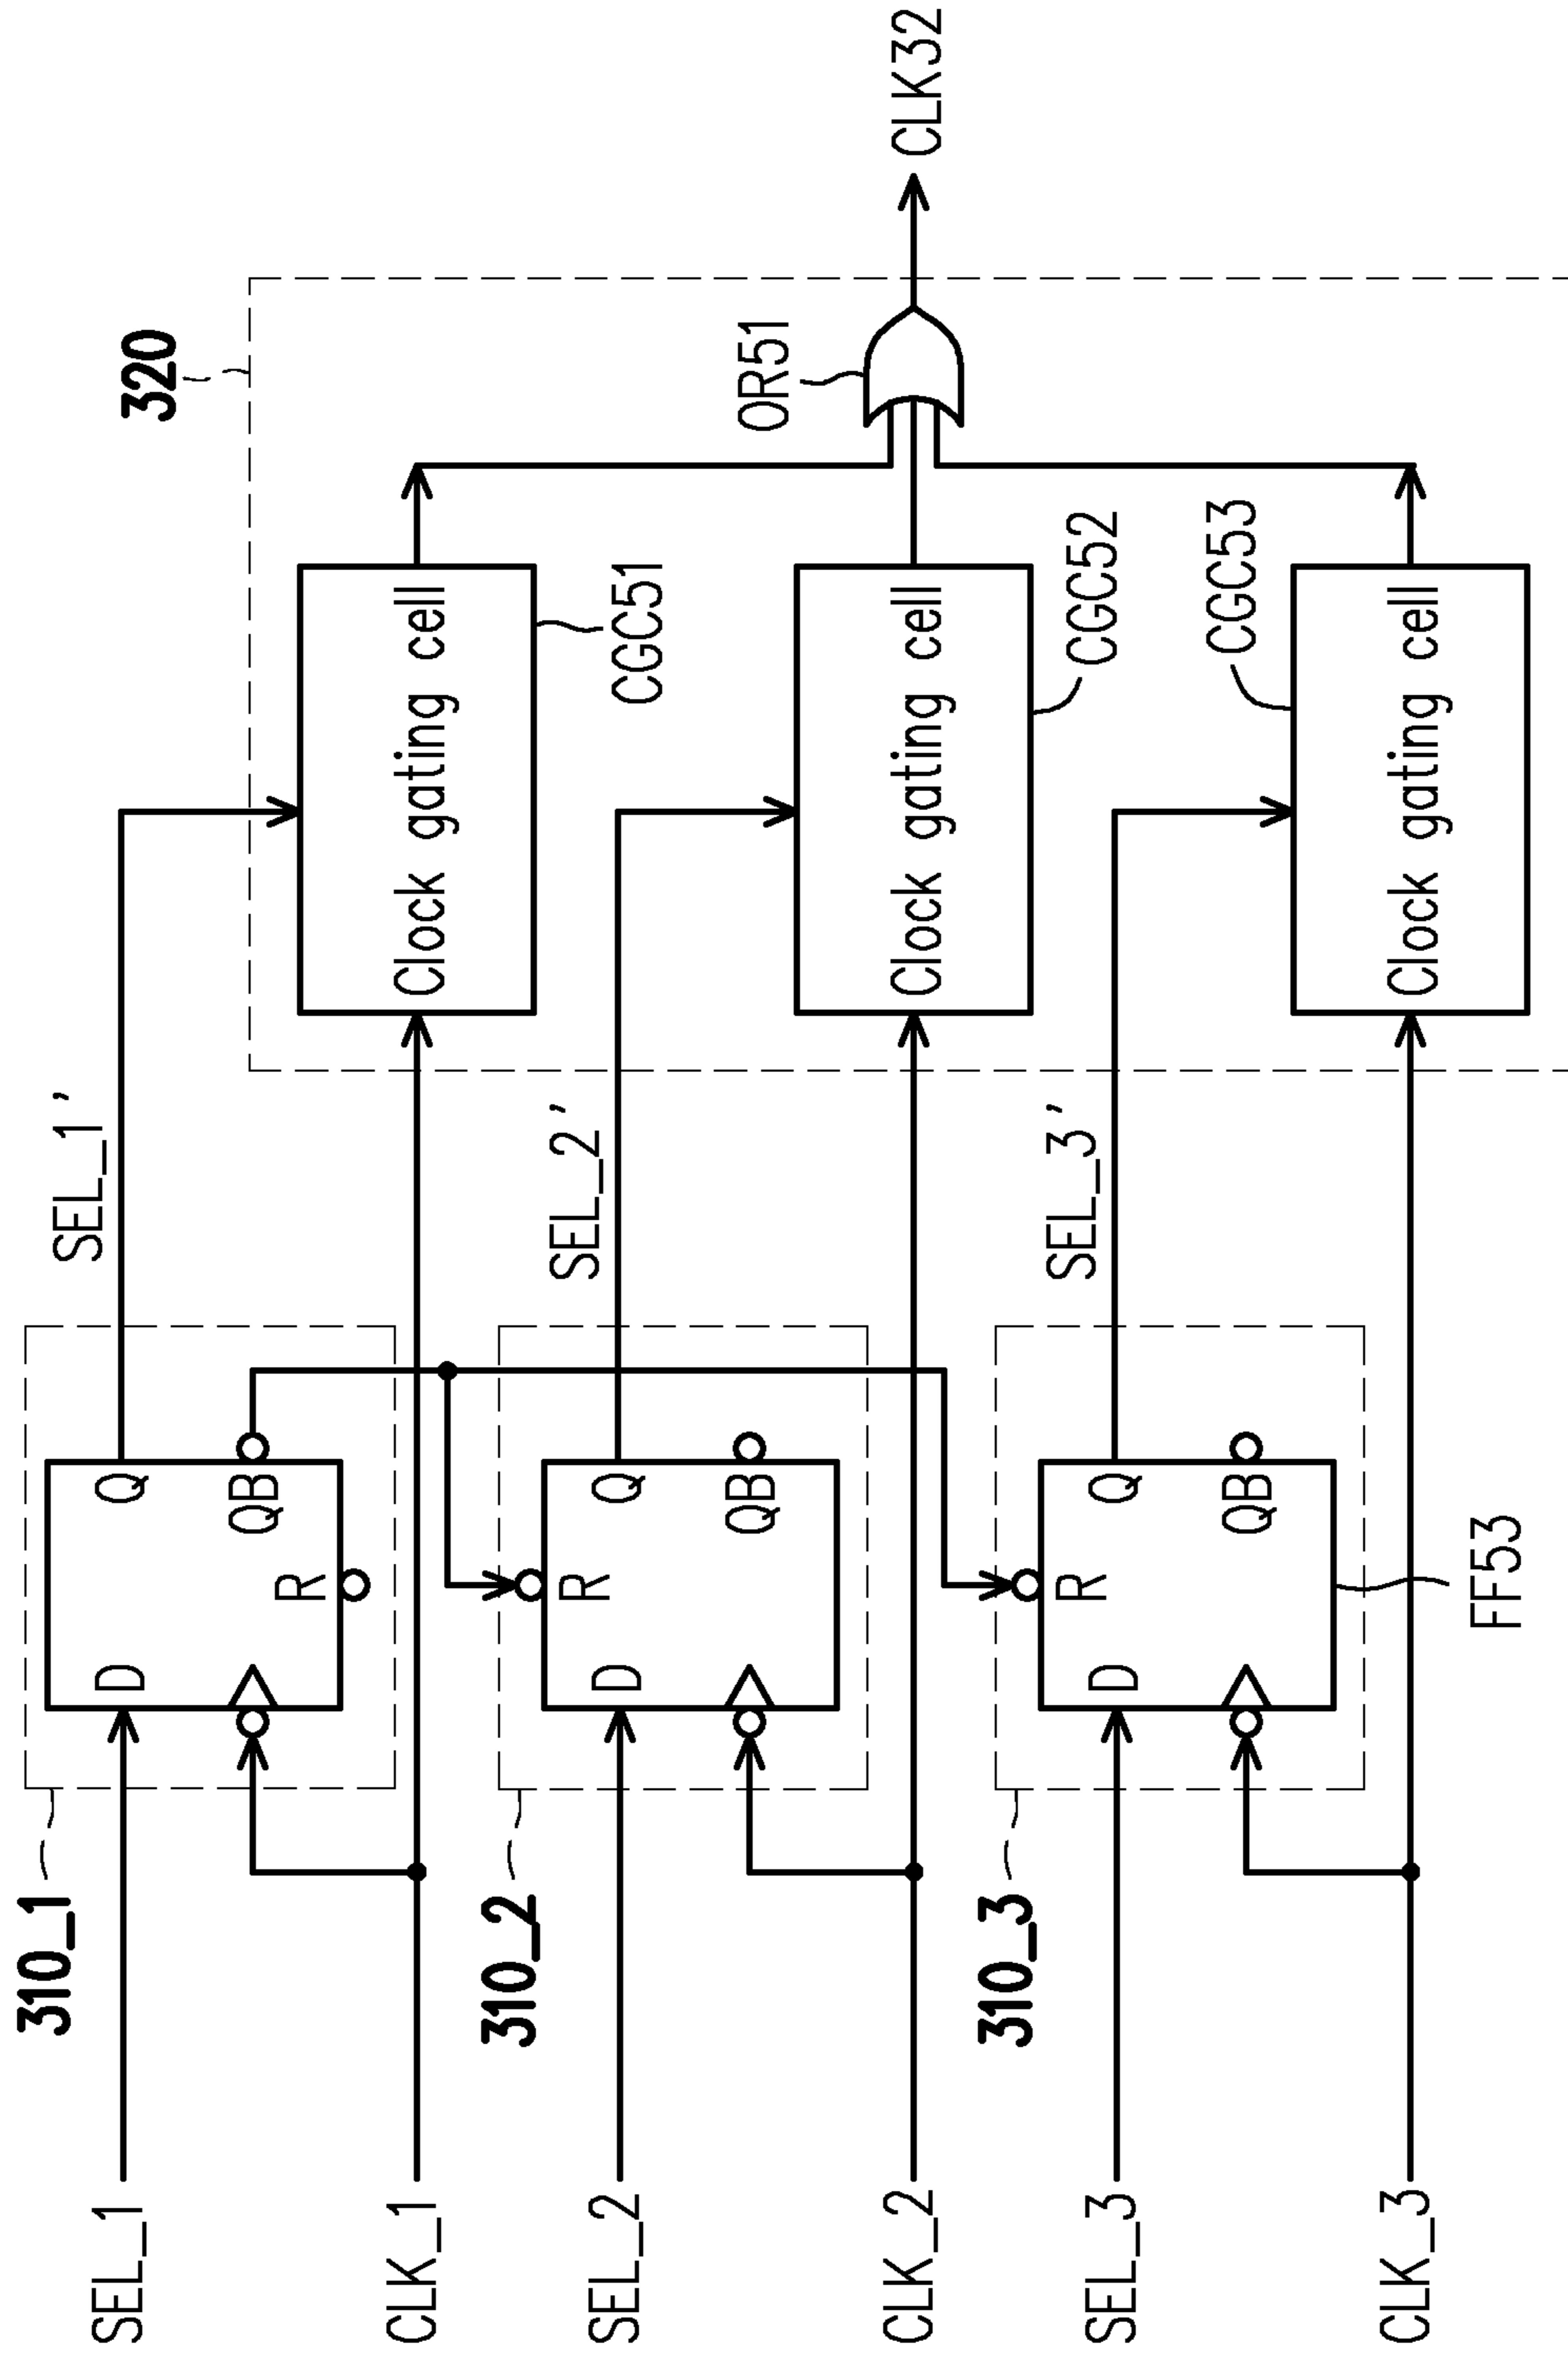 310_1
SEL_1
D
Q
QB
R
SEL_1'
CLK_1
320
Clock gating cell
CGC51
310_2
SEL_2
D
Q
QB
R
SEL_2'
CLK_2
Clock gating cell
CGC52
OR51
CLK32
310_3
SEL_3
D
Q
QB
R
SEL_3'
FF53
CLK_3
Clock gating cell
CGC53